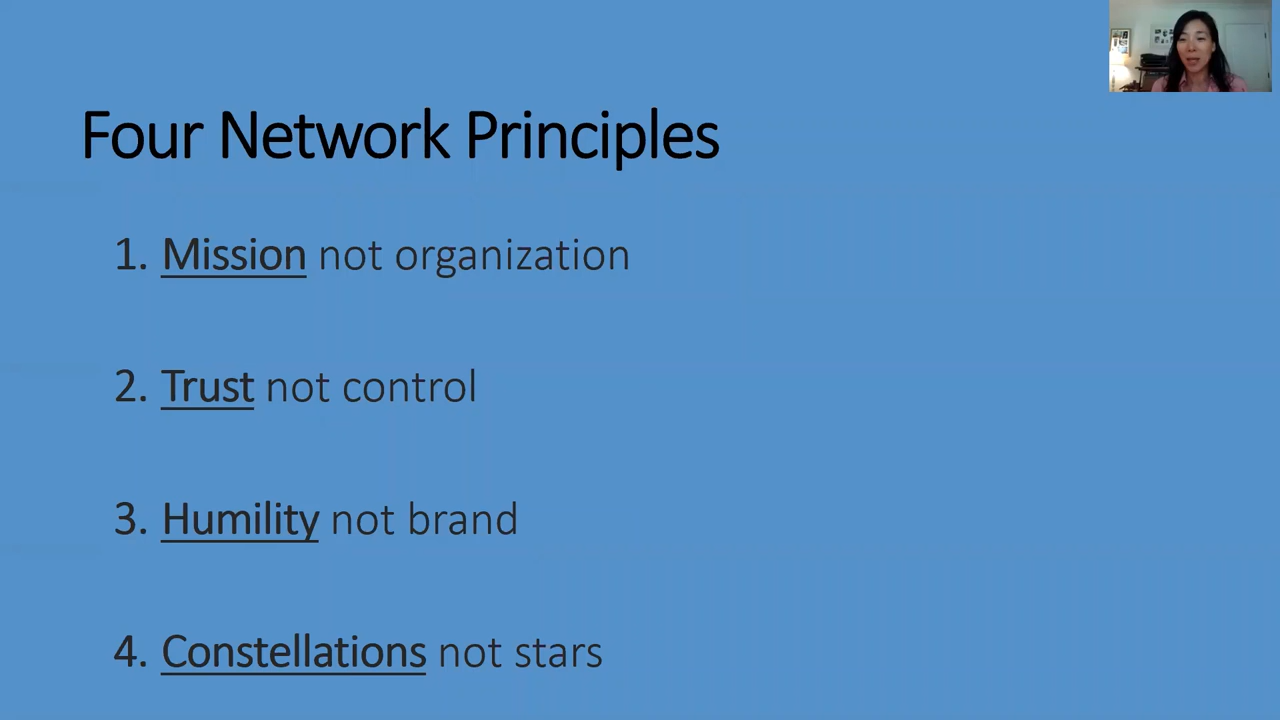 Four Network Principles
1. Mission not organization
2. Trust not control
3. Humility not brand
4. Constellations not stars